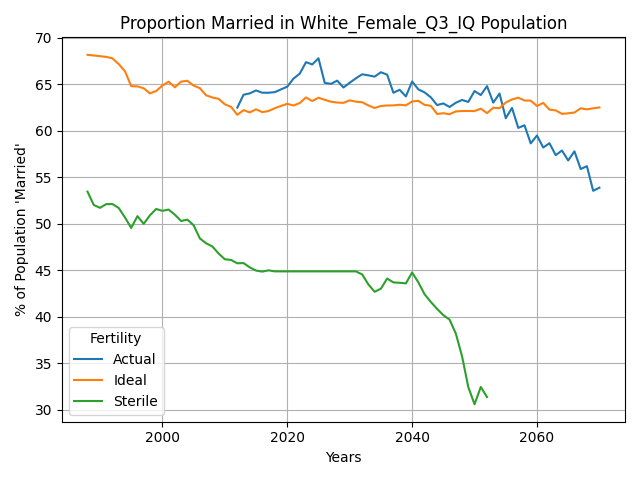 Proportion Married in White_Female_Q3_IQ Population
% of Population 'Married'
70
65
60
55
50
45
40
35
30
Fertility
Actual
Ideal
Sterile
2000
2020
2040
2060
Years